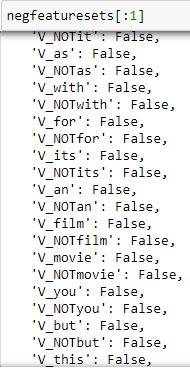 negfeaturesets[:1]
'V_NOTit': False,
'V_as': False,
'V_NOTas': False,
'V_with': False,
'V_NOTwith': False,
'V_for': False,
'V_NOTfor': False,
'V_its': False,
'V_NOTits': False,
'V_an': False,
'V_NOTan': False,
'V_film': False,
'V_NOTfilm': False,
'V_movie': False,
'V_NOTmovie': False,
'V_you': False,
'V_NOTyou': False,
'V_but': False,
'V_NOTbut': False,
'V_this': False,